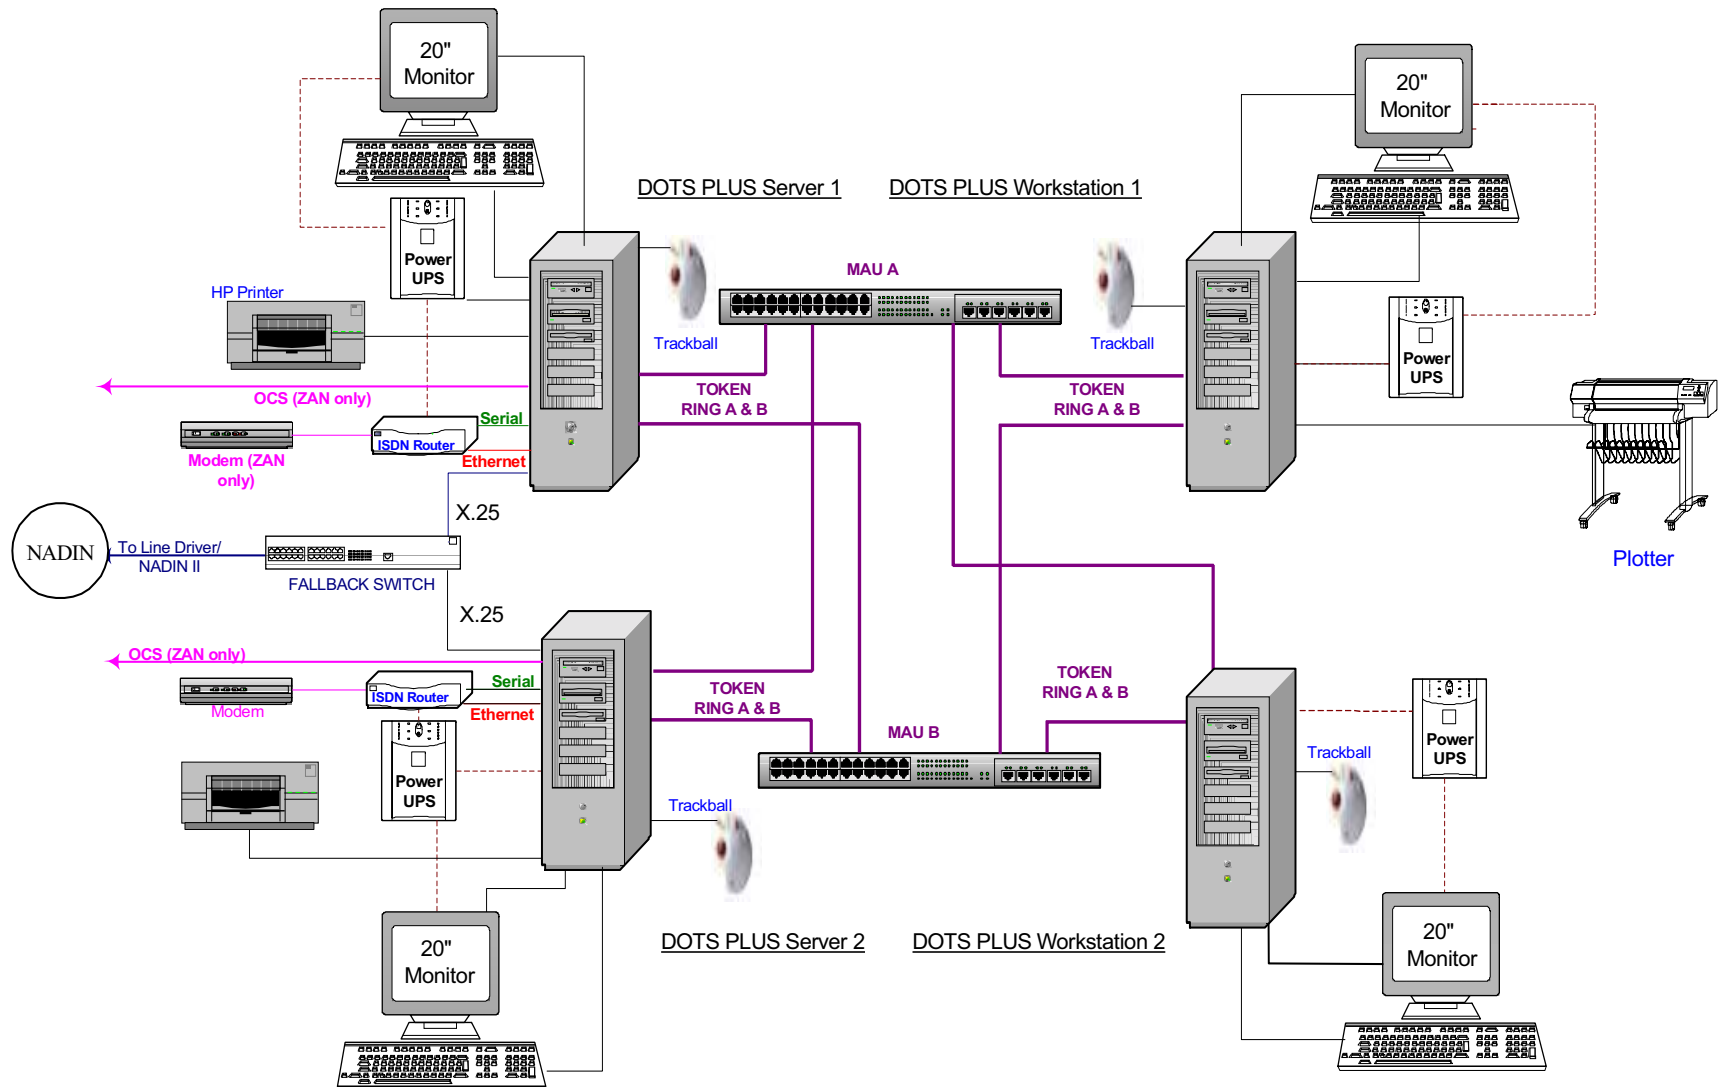 20"
Monitor
20"
Monitor
DOTS PLUS Server 1
DOTS PLUS Workstation 1
Power
UPS
MAU A
HP Printer
Trackball
Trackball
Power
UPS
OCS (ZAN only)
TOKEN
RING A & B
TOKEN
RING A & B
Serial
ISDN Router
Ethernet
Modem (ZAN
only)
X.25
NADIN
To Line Driver/
NADIN II
FALLBACK SWITCH
Plotter
X.25
OCS (ZAN only)
Serial
ISDN Router
Ethernet
Modem
TOKEN
RING A & B
TOKEN
RING A & B
MAU B
Power
UPS
Trackball
Power
UPS
Trackball
DOTS PLUS Server 2
DOTS PLUS Workstation 2
20"
Monitor
20"
Monitor